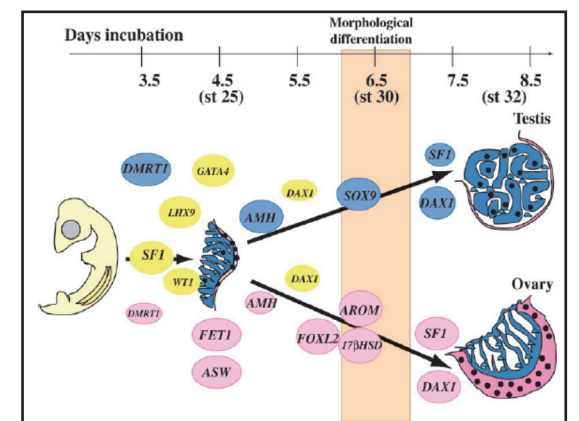 Morphological
Days incubation
differentiation
3.5 4.5 5.5 6.5 7.5 8.5
(st 25) (st 30) (st 32)
Testis
DMRT1
GATA4
SF1
DAX1
SOX9
LHX9
AMH
DAX1
SF1
WT1
DAX1
Ovary
DMRT1
AMH
AROM
FET1
FOXL2
17βHSD
SF1
ASW
DAX1